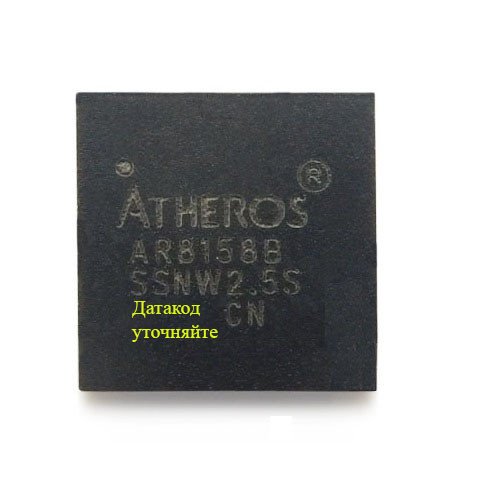 ATHEROS ®
AR8158B
SSNW2.5S
CN
Датакод
уточняйте